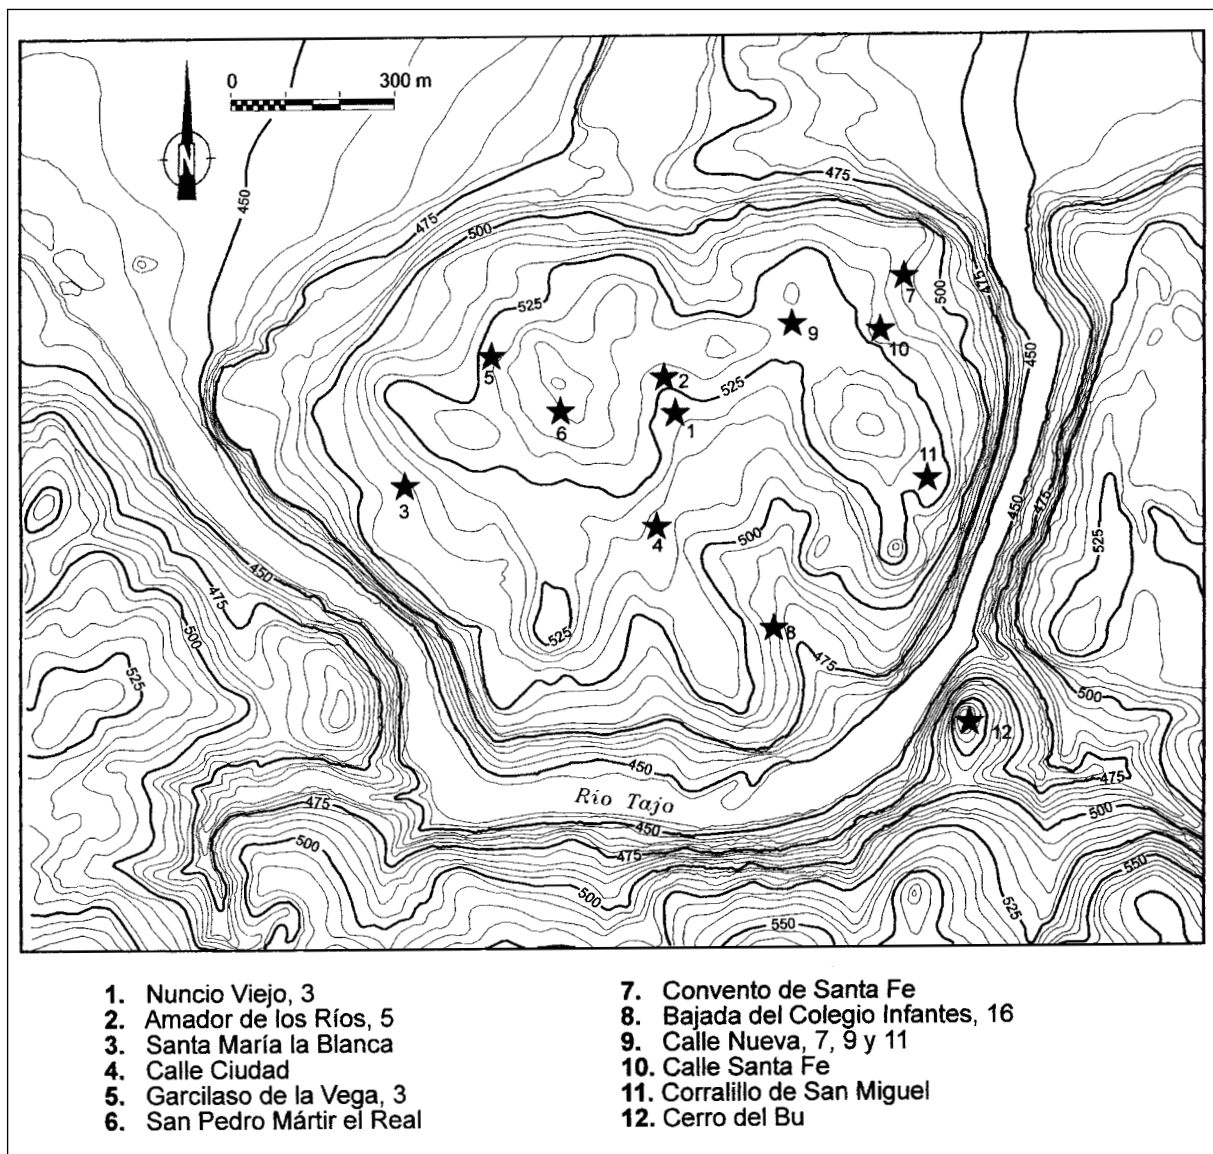 0 300 m
N
450
475
500
525
475
500
475
450
525
450
475
525
500
525
475
450
475
500
525
500
475
500
450
Río Tajo
450
475
475
500
500
550
525
550
1
2
3
4
5
6
7
8
9
10
11
12
1. Nuncio Viejo, 3
2. Amador de los Ríos, 5
3. Santa María la Blanca
4. Calle Ciudad
5. Garcilaso de la Vega, 3
6. San Pedro Mártir el Real
7. Convento de Santa Fe
8. Bajada del Colegio Infantes, 16
9. Calle Nueva, 7, 9 y 11
10. Calle Santa Fe
11. Corralillo de San Miguel
12. Cerro del Bu